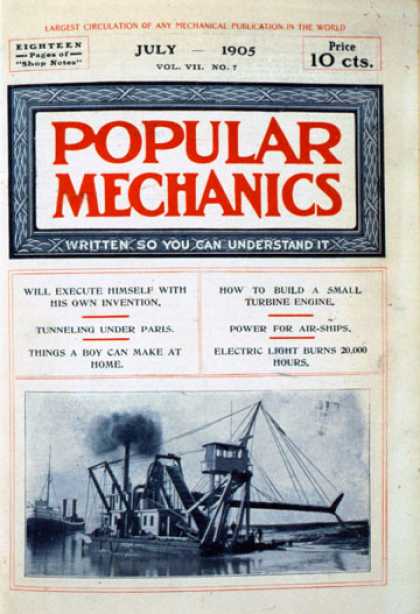 LARGEST CIRCULATION OF ANY MECHANICAL PUBLICATION IN THE WORLD
EIGHTEEN
Pages of
"Shop Notes"
JULY — 1905
VOL. VII. NO. 7
Price
10 cts.
POPULAR
MECHANICS
WRITTEN SO YOU CAN UNDERSTAND IT
WILL EXECUTE HIMSELF WITH
HIS OWN INVENTION.
TUNNELING UNDER PARIS.
THINGS A BOY CAN MAKE AT
HOME.
HOW TO BUILD A SMALL
TURBINE ENGINE.
POWER FOR AIR-SHIPS.
ELECTRIC LIGHT BURNS 20,000
HOURS.